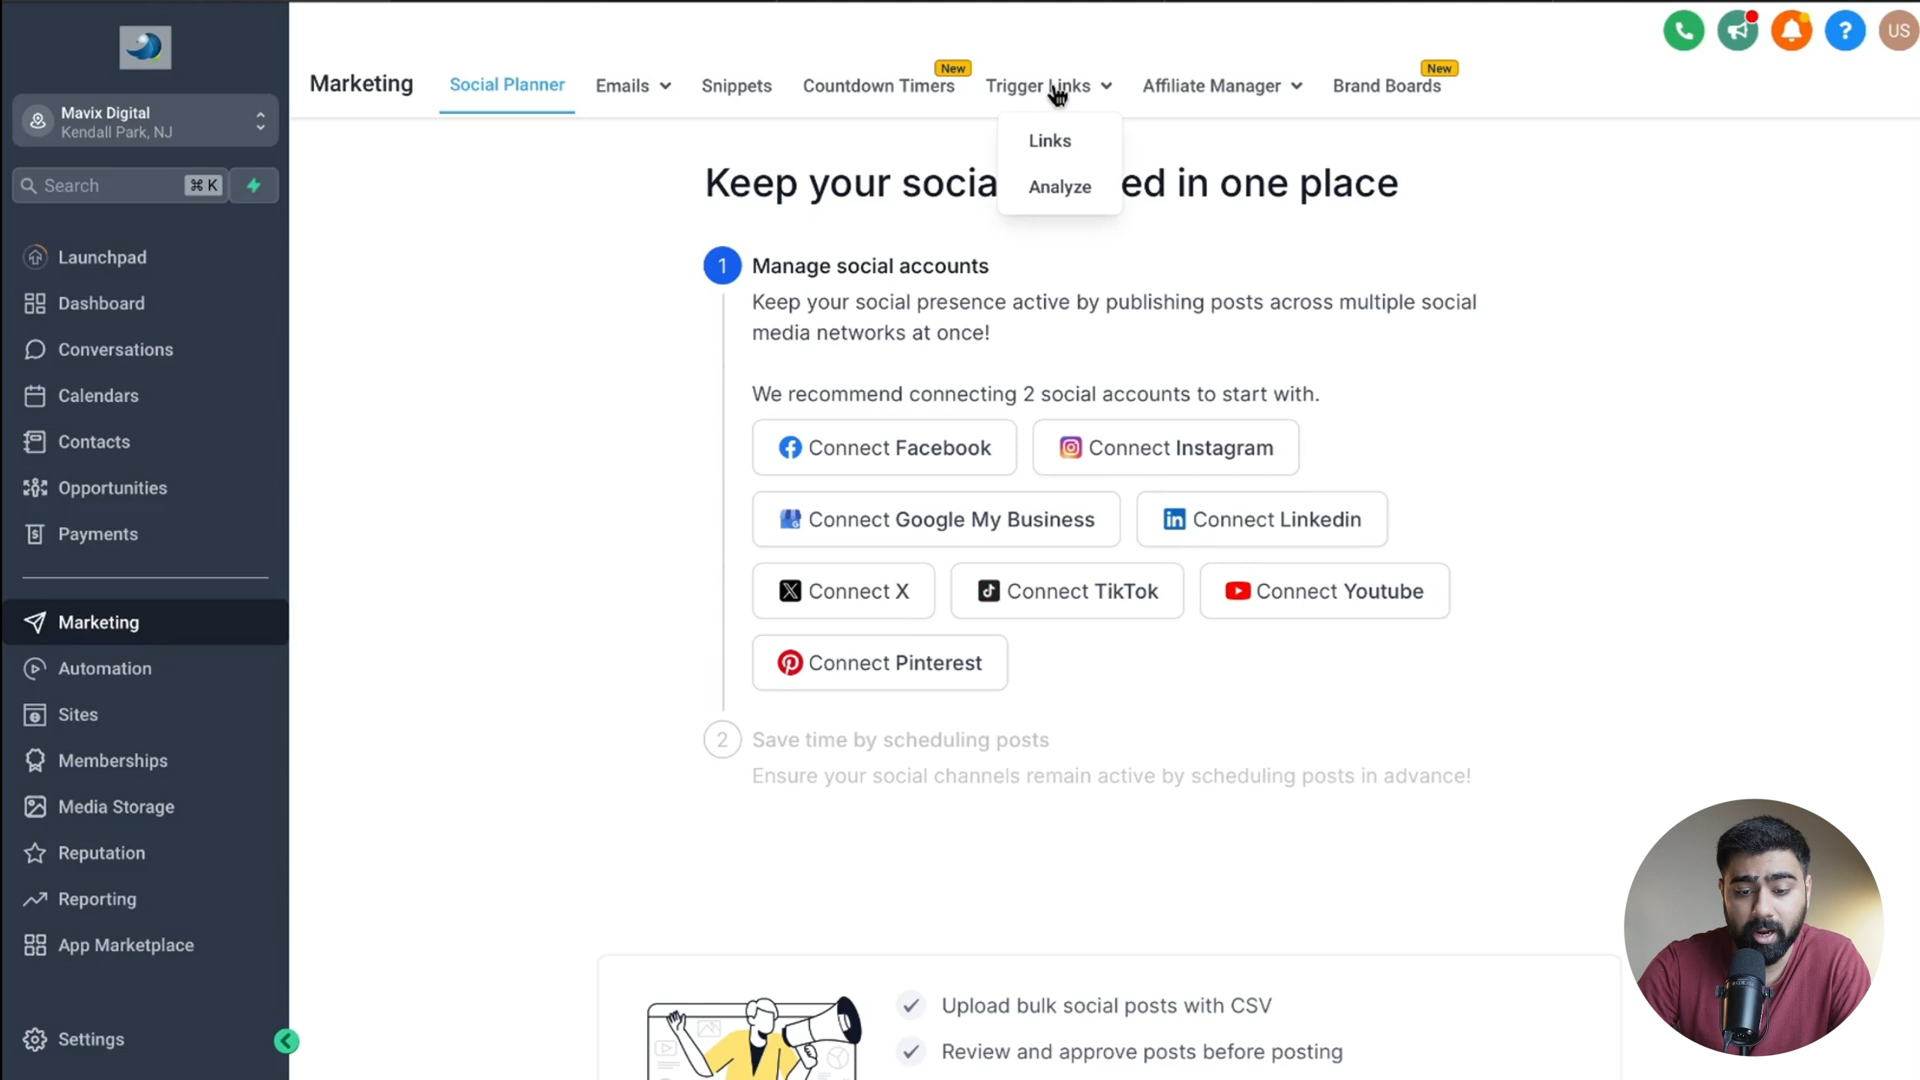 Mavix Digital
Kendall Park, NJ
Search ⌘ K
Launchpad
Dashboard
Conversations
Calendars
Contacts
Opportunities
Payments
Marketing
Automation
Sites
Memberships
Media Storage
Reputation
Reporting
App Marketplace
Settings
US
Marketing
Social Planner
Emails
Snippets
Countdown Timers
New
Trigger Links
Affiliate Manager
Brand Boards
New
Links
Analyze
Keep your socia ed in one place
1 Manage social accounts
Keep your social presence active by publishing posts across multiple social
media networks at once!
We recommend connecting 2 social accounts to start with.
Connect Facebook
Connect Instagram
Connect Google My Business
Connect Linkedin
Connect X
Connect TikTok
Connect Youtube
Connect Pinterest
2 Save time by scheduling posts
Ensure your social channels remain active by scheduling posts in advance!
Upload bulk social posts with CSV
Review and approve posts before posting